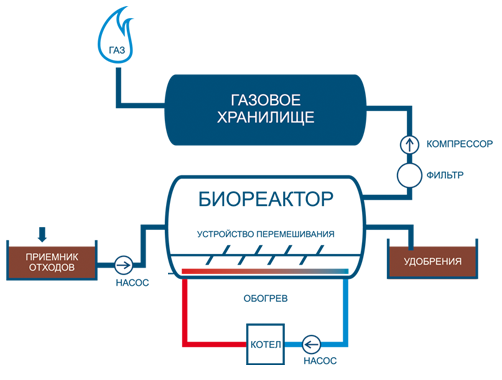 ГАЗ
ГАЗОВОЕ
ХРАНИЛИЩЕ
КОМПРЕССОР
ФИЛЬТР
БИОРЕАКТОР
УСТРОЙСТВО ПЕРЕМЕШИВАНИЯ
ПРИЕМНИК
ОТХОДОВ
НАСОС
УДОБРЕНИЯ
ОБОГРЕВ
КОТЕЛ
НАСОС